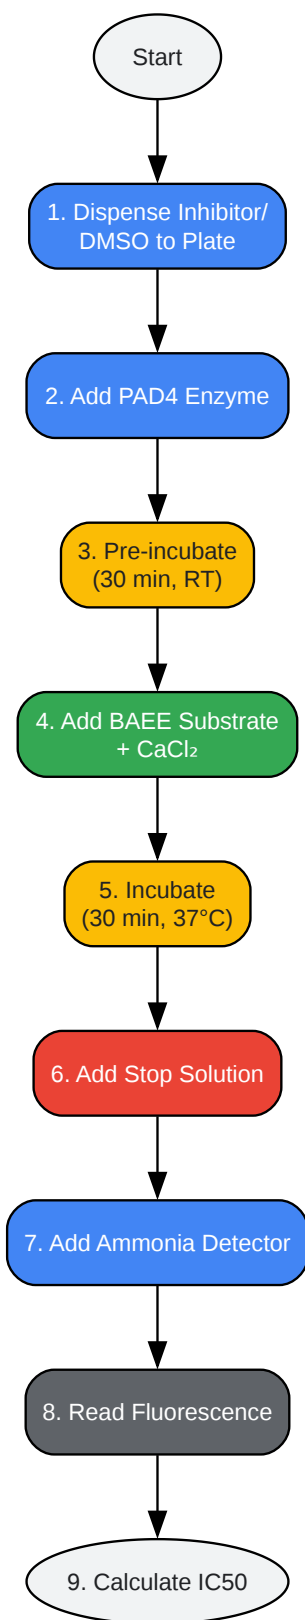 Start
1. Dispense Inhibitor/
DMSO to Plate
2. Add PAD4 Enzyme
3. Pre-incubate
(30 min, RT)
4. Add BAEE Substrate
+ CaCl₂
5. Incubate
(30 min, 37°C)
6. Add Stop Solution
7. Add Ammonia Detector
8. Read Fluorescence
9. Calculate IC50